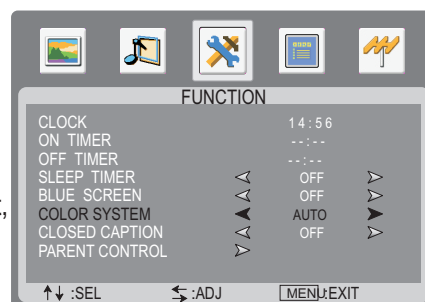 FUNCTION
CLOCK 14:56
ON TIMER --:--
OFF TIMER --:--
SLEEP TIMER OFF
BLUE SCREEN OFF
COLOR SYSTEM AUTO
CLOSED CAPTION OFF
PARENT CONTROL
:SEL :ADJ MENU:EXIT